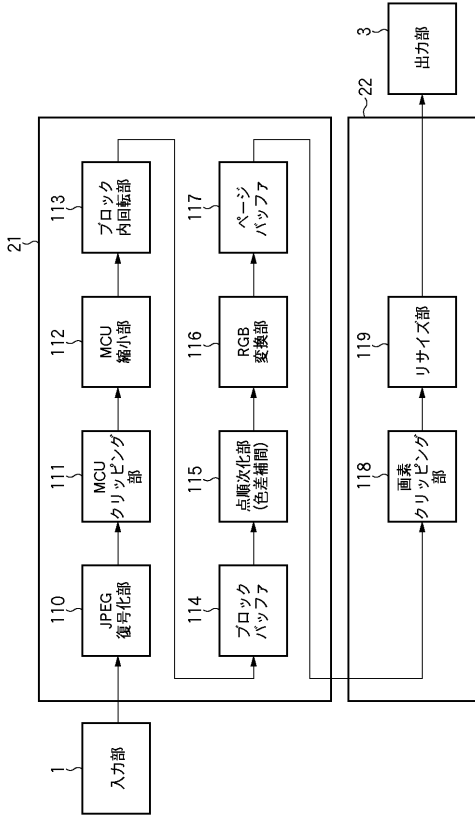 21
1
入力部
110
JPEG
復号化部
111
MCU
クリッピング
部
112
MCU
縮小部
113
ブロック
内回転部
114
ブロック
バッファ
115
点順次化部
(色差補間)
116
RGB
変換部
117
ページ
バッファ
22
118
画素
クリッピング
部
119
リサイズ部
3
出力部